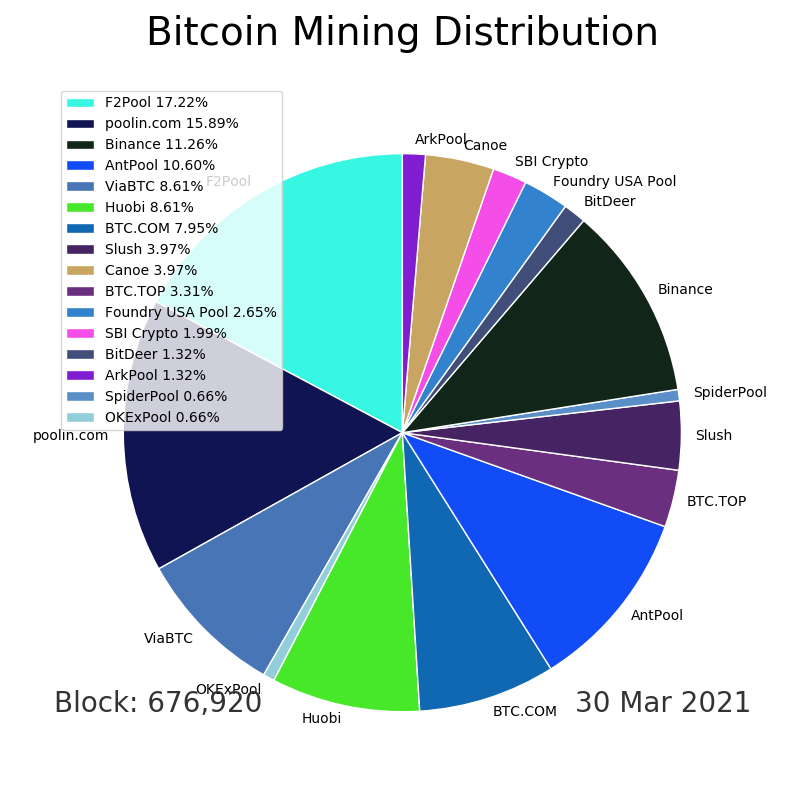 Bitcoin Mining Distribution
F2Pool 17.22%
poolin.com 15.89%
Binance 11.26%
AntPool 10.60%
ViaBTC 8.61%
Huobi 8.61%
BTC.COM 7.95%
Slush 3.97%
Canoe 3.97%
BTC.TOP 3.31%
Foundry USA Pool 2.65%
SBI Crypto 1.99%
BitDeer 1.32%
ArkPool 1.32%
SpiderPool 0.66%
OKExPool 0.66%
ArkPool
Canoe
SBI Crypto
Foundry USA Pool
BitDeer
F2Pool
Binance
SpiderPool
Slush
poolin.com
BTC.TOP
AntPool
ViaBTC
OKExPool
Huobi
BTC.COM
Block: 676,920
30 Mar 2021